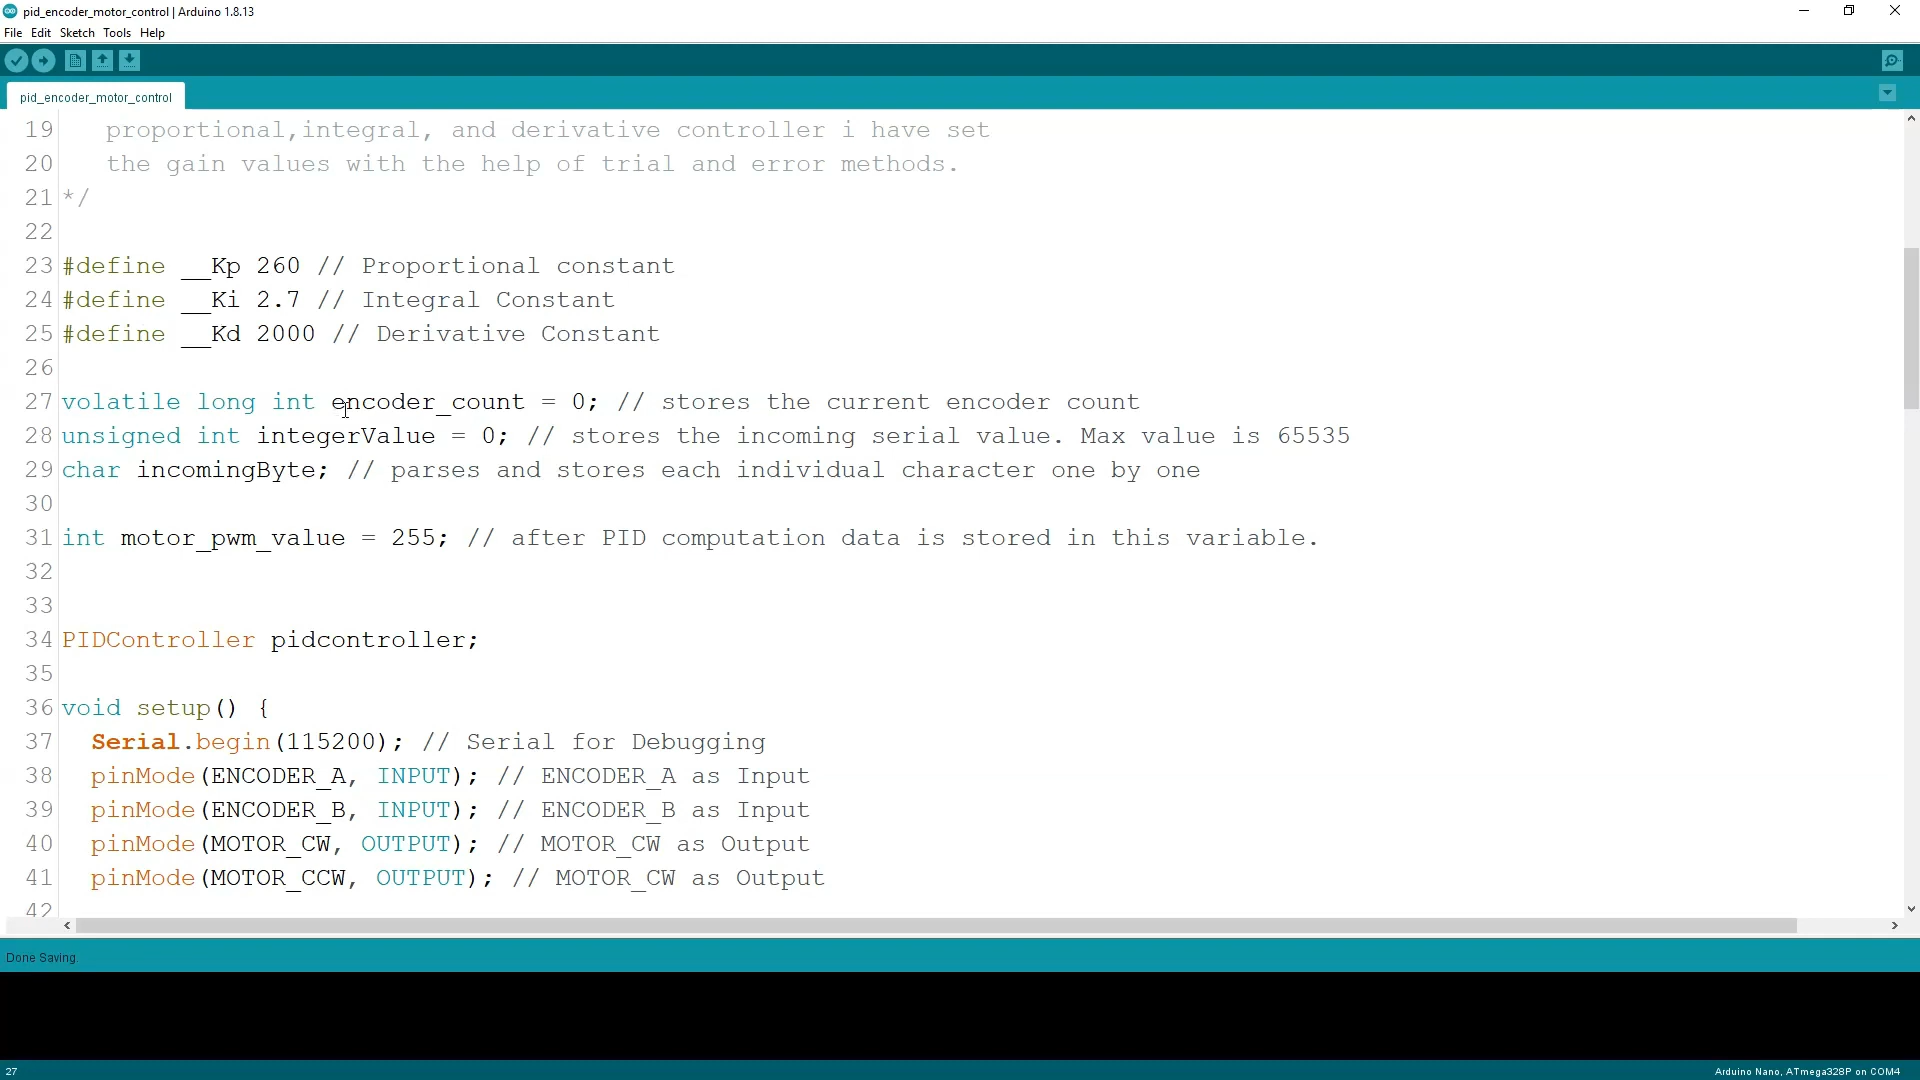 pid_encoder_motor_control | Arduino 1.8.13
File Edit Sketch Tools Help
pid_encoder_motor_control
19 proportional,integral, and derivative controller i have set
20 the gain values with the help of trial and error methods.
21 */
22
23 #define __Kp 260 // Proportional constant
24 #define __Ki 2.7 // Integral Constant
25 #define __Kd 2000 // Derivative Constant
26
27 volatile long int encoder_count = 0; // stores the current encoder count
28 unsigned int integerValue = 0; // stores the incoming serial value. Max value is 65535
29 char incomingByte; // parses and stores each individual character one by one
30
31 int motor_pwm_value = 255; // after PID computation data is stored in this variable.
32
33
34 PIDController pidcontroller;
35
36 void setup() {
37 Serial.begin(115200); // Serial for Debugging
38 pinMode(ENCODER_A, INPUT); // ENCODER_A as Input
39 pinMode(ENCODER_B, INPUT); // ENCODER_B as Input
40 pinMode(MOTOR_CW, OUTPUT); // MOTOR_CW as Output
41 pinMode(MOTOR_CCW, OUTPUT); // MOTOR_CW as Output
42
Done Saving.
27 Arduino Nano, ATmega328P on COM4